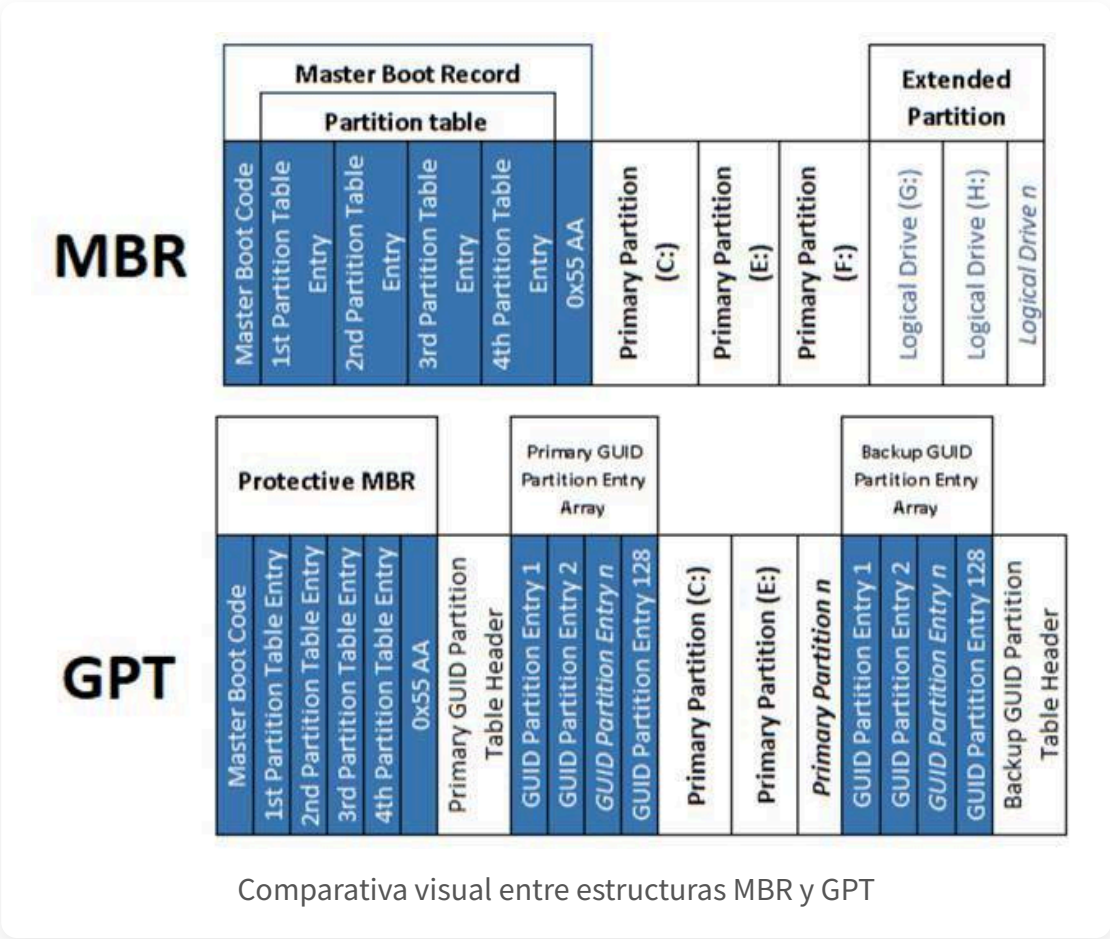 Master Boot Record
Partition table
Extended
Partition
MBR
Master Boot Code
1st Partition Table
Entry
2nd Partition Table
Entry
3rd Partition Table
Entry
4th Partition Table
Entry
0x55 AA
Primary Partition
(C:)
Primary Partition
(E:)
Primary Partition
(F:)
Logical Drive (G:)
Logical Drive (H:)
Logical Drive n
Protective MBR
Primary GUID
Partition Entry
Array
Backup GUID
Partition Entry
Array
GPT
Master Boot Code
1st Partition Table Entry
2nd Partition Table Entry
3rd Partition Table Entry
4th Partition Table Entry
0x55 AA
Primary GUID Partition
Table Header
GUID Partition Entry 1
GUID Partition Entry 2
GUID Partition Entry n
GUID Partition Entry 128
Primary Partition (C:)
Primary Partition (E:)
Primary Partition n
GUID Partition Entry 1
GUID Partition Entry 2
GUID Partition Entry n
GUID Partition Entry 128
Backup GUID Partition
Table Header
Comparativa visual entre estructuras MBR y GPT